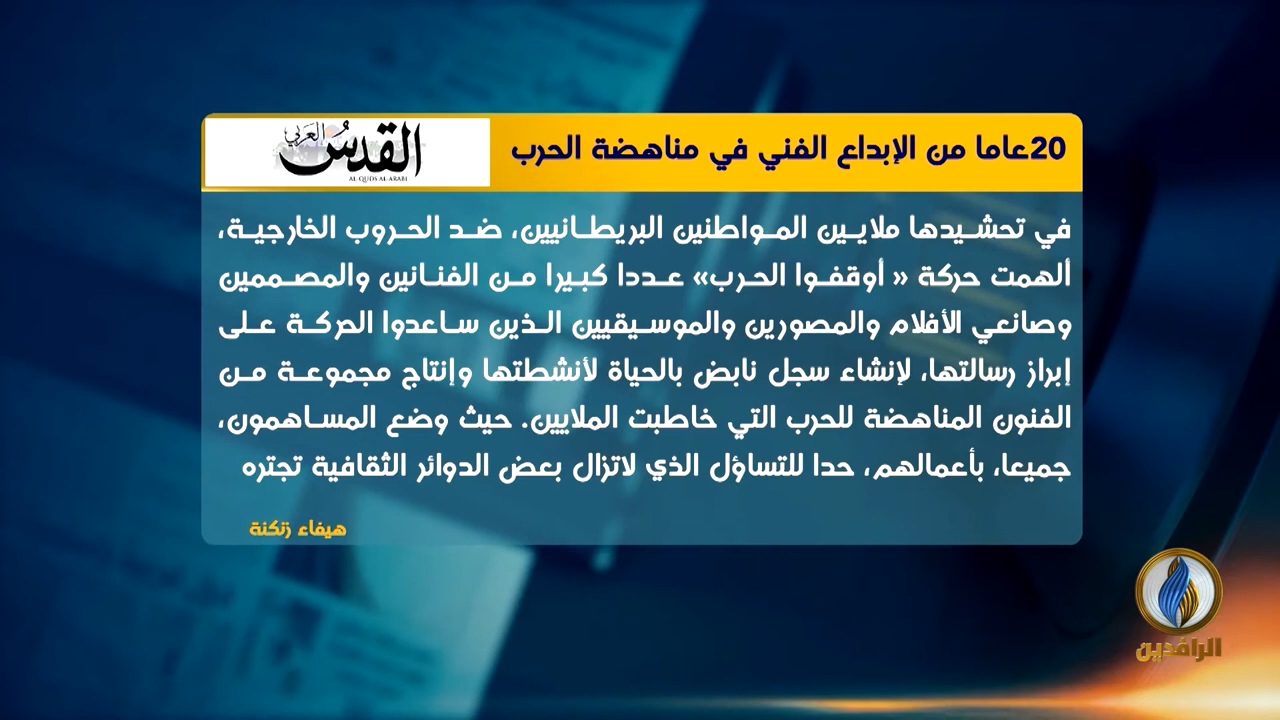 20عاما من الإبداع الفني في مناهضة الحرب
القدس العربي
AL-QUDS AL-ARABI
في تحشيدها ملايين المواطنين البريطانيين، ضد الحروب الخارجية،
ألهمت حركة « أوقفوا الحرب» عددا كبيرا من الفنانين والمصممين
وصانعي الأفلام والمصورين والموسيقيين الذين ساعدوا الحركة على
إبراز رسالتها، لإنشاء سجل نابض بالحياة لأنشطتها وإنتاج مجموعة من
الفنون المناهضة للحرب التي خاطبت الملايين. حيث وضع المساهمون،
جميعا، بأعمالهم، حدا للتساؤل الذي لاتزال بعض الدوائر الثقافية تجتره
هيفاء زنكنة
الرافدين